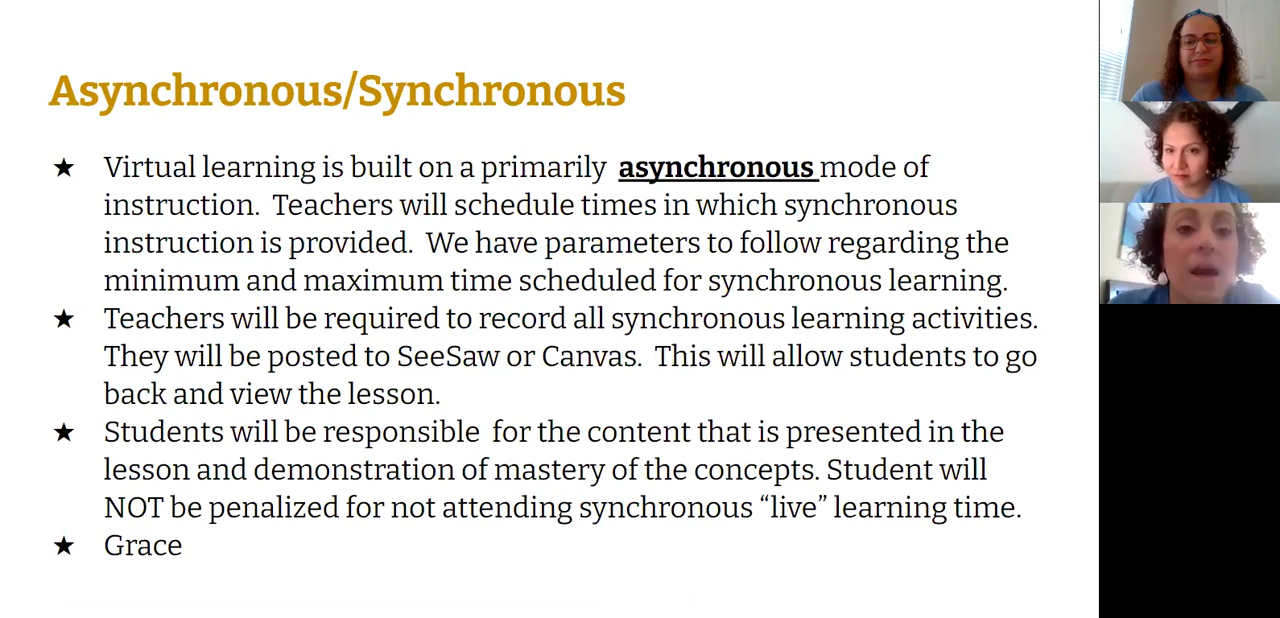 Asynchronous/Synchronous
★ Virtual learning is built on a primarily asynchronous mode of
instruction. Teachers will schedule times in which synchronous
instruction is provided. We have parameters to follow regarding the
minimum and maximum time scheduled for synchronous learning.
★ Teachers will be required to record all synchronous learning activities.
They will be posted to SeeSaw or Canvas. This will allow students to go
back and view the lesson.
★ Students will be responsible for the content that is presented in the
lesson and demonstration of mastery of the concepts. Student will
NOT be penalized for not attending synchronous “live” learning time.
★ Grace